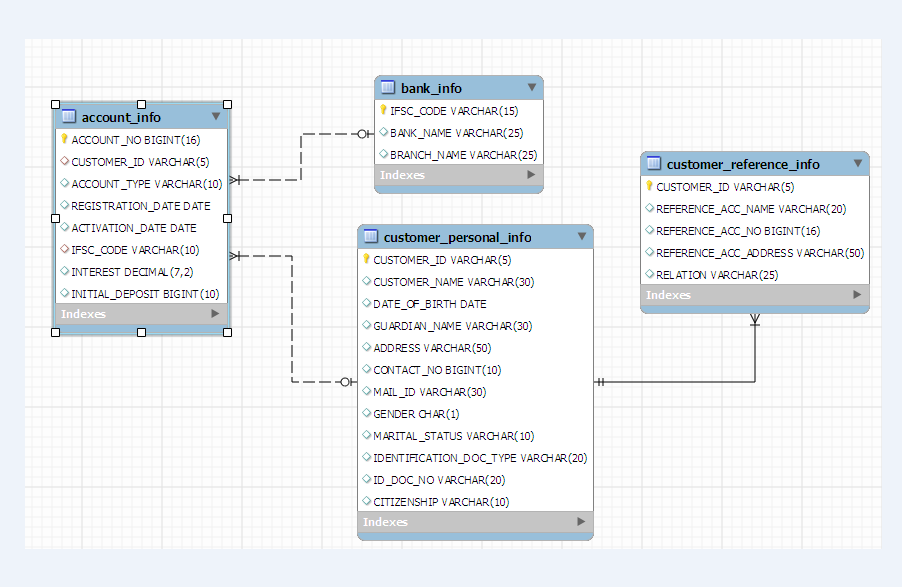 account_info
ACCOUNT_NO BIGINT(16)
CUSTOMER_ID VARCHAR(5)
ACCOUNT_TYPE VARCHAR(10)
REGISTRATION_DATE DATE
ACTIVATION_DATE DATE
IFSC_CODE VARCHAR(10)
INTEREST DECIMAL(7,2)
INITIAL_DEPOSIT BIGINT(10)
Indexes
bank_info
IFSC_CODE VARCHAR(15)
BANK_NAME VARCHAR(25)
BRANCH_NAME VARCHAR(25)
Indexes
customer_personal_info
CUSTOMER_ID VARCHAR(5)
CUSTOMER_NAME VARCHAR(30)
DATE_OF_BIRTH DATE
GUARDIAN_NAME VARCHAR(30)
ADDRESS VARCHAR(50)
CONTACT_NO BIGINT(10)
MAIL_ID VARCHAR(30)
GENDER CHAR(1)
MARITAL_STATUS VARCHAR(10)
IDENTIFICATION_DOC_TYPE VARCHAR(20)
ID_DOC_NO VARCHAR(20)
CITIZENSHIP VARCHAR(10)
Indexes
customer_reference_info
CUSTOMER_ID VARCHAR(5)
REFERENCE_ACC_NAME VARCHAR(20)
REFERENCE_ACC_NO BIGINT(16)
REFERENCE_ACC_ADDRESS VARCHAR(50)
RELATION VARCHAR(25)
Indexes